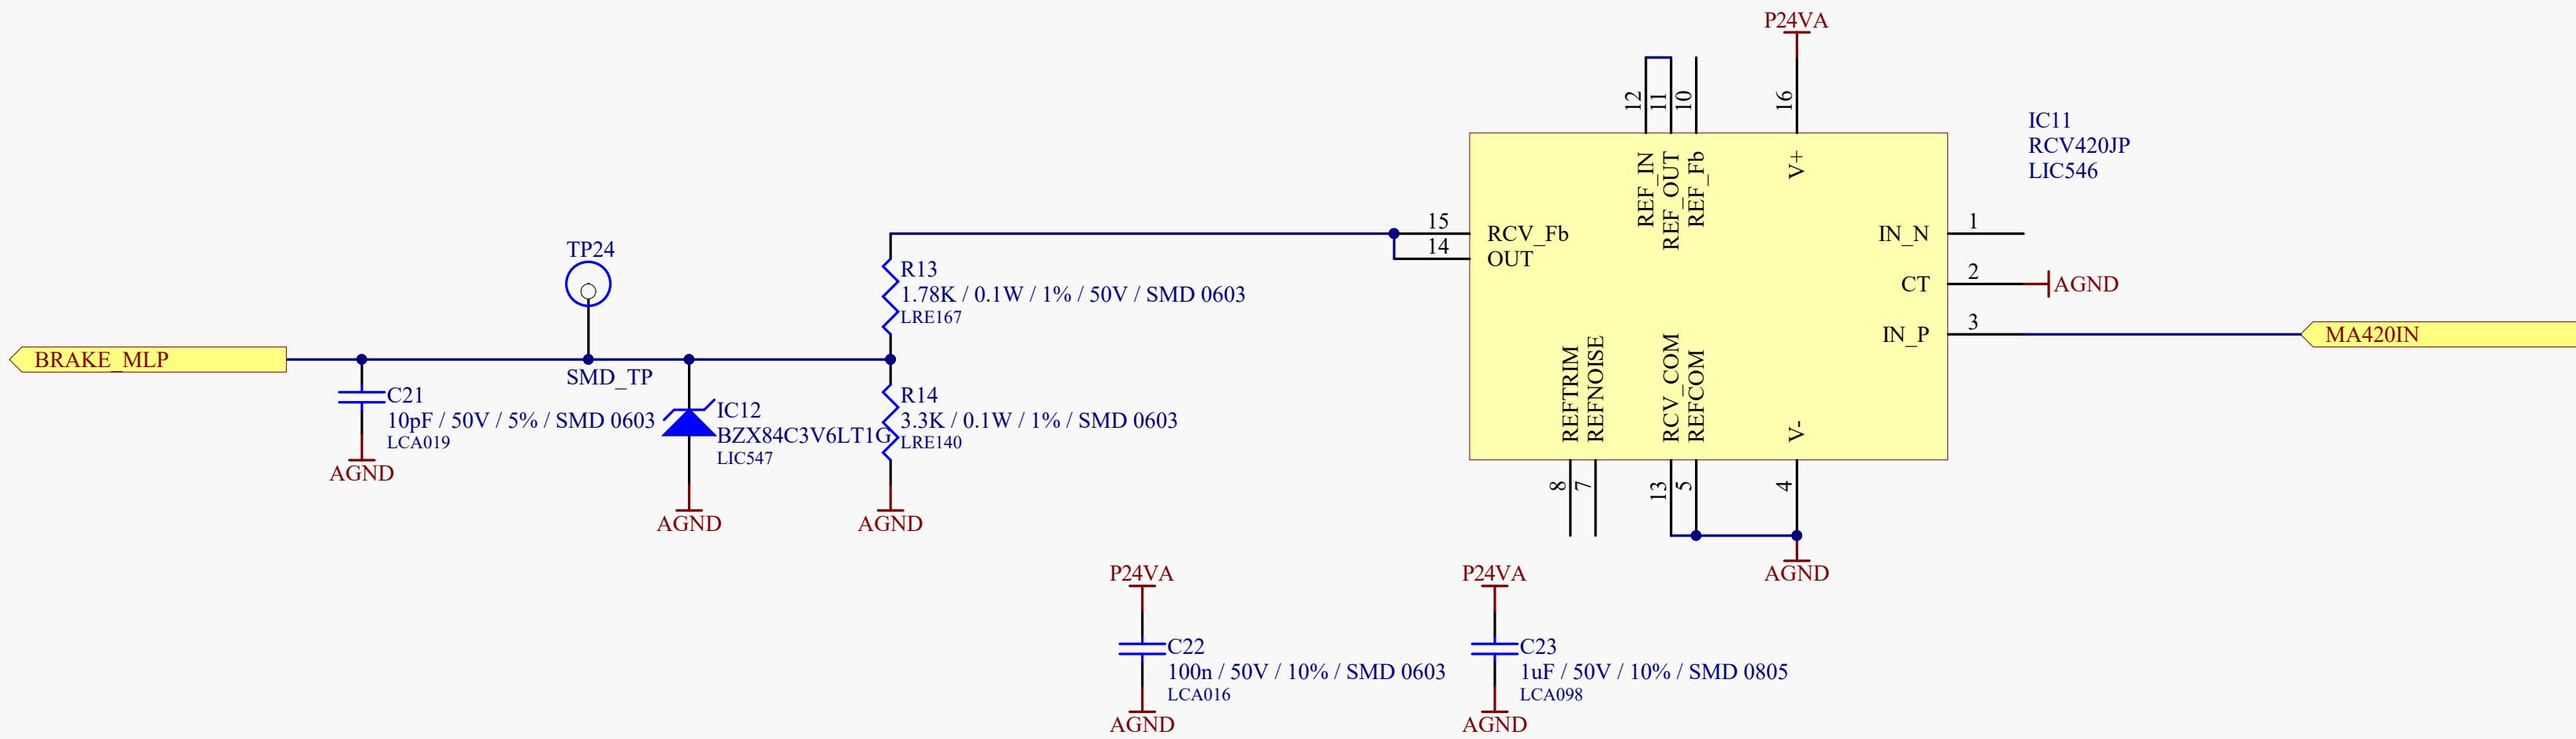 P24VA
12
11
10
16
REF_IN
REF_OUT
REF_Fb
V+
IC11
RCV420JP
LIC546
15
RCV_Fb
14
OUT
IN_N
1
CT
2
AGND
IN_P
3
MA420IN
REFTRIM
REFNOISE
RCV_COM
REFCOM
V-
8
7
13
5
4
AGND
TP24
SMD_TP
R13
1.78K / 0.1W / 1% / 50V / SMD 0603
LRE167
BRAKE_MLP
C21
10pF / 50V / 5% / SMD 0603
LCA019
AGND
IC12
BZX84C3V6LT1G
LIC547
AGND
R14
3.3K / 0.1W / 1% / SMD 0603
LRE140
AGND
P24VA
C22
100n / 50V / 10% / SMD 0603
LCA016
AGND
P24VA
C23
1uF / 50V / 10% / SMD 0805
LCA098
AGND